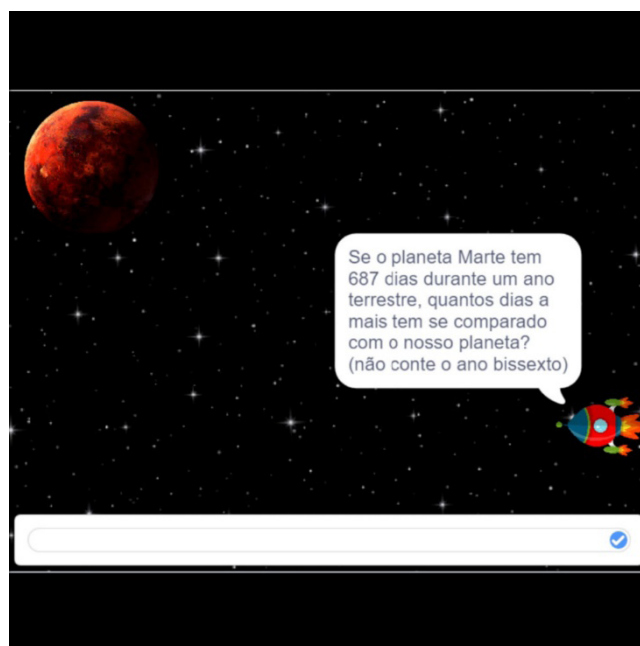 Se o planeta Marte tem
687 dias durante um ano
terrestre, quantos dias a
mais tem se comparado
com o nosso planeta?
(não conte o ano bissexto)